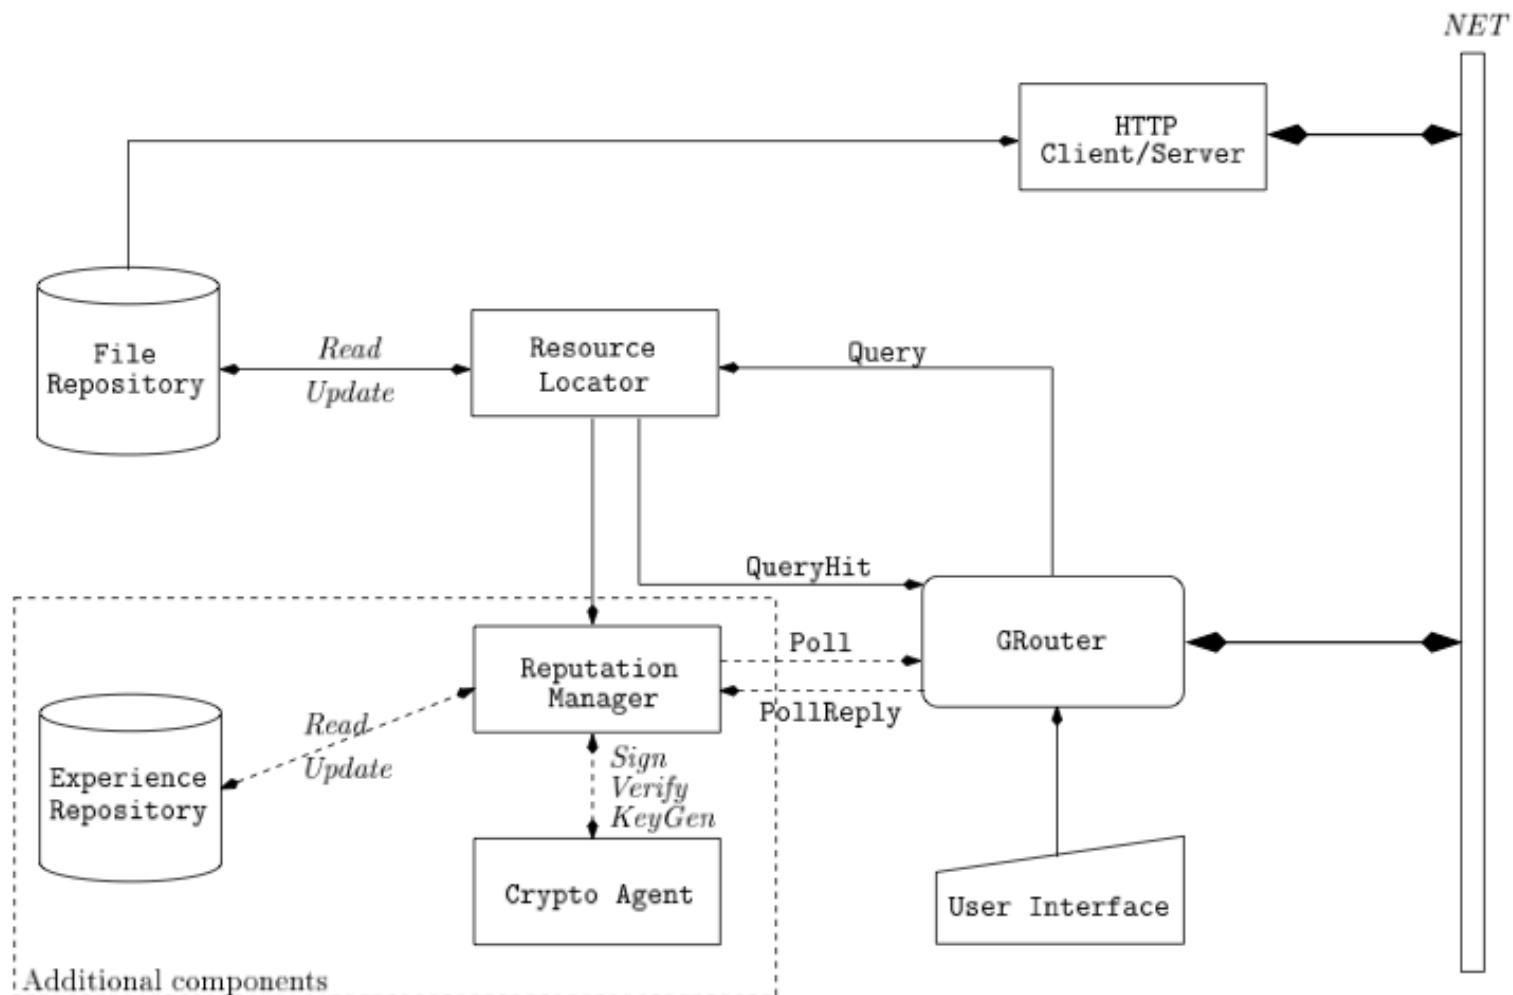 NET
HTTP
Client/Server
File
Repository
Read
Update
Resource
Locator
Query
QueryHit
GRouter
Poll
PollReply
Reputation
Manager
Read
Update
Experience
Repository
Sign
Verify
KeyGen
Crypto Agent
User Interface
Additional components